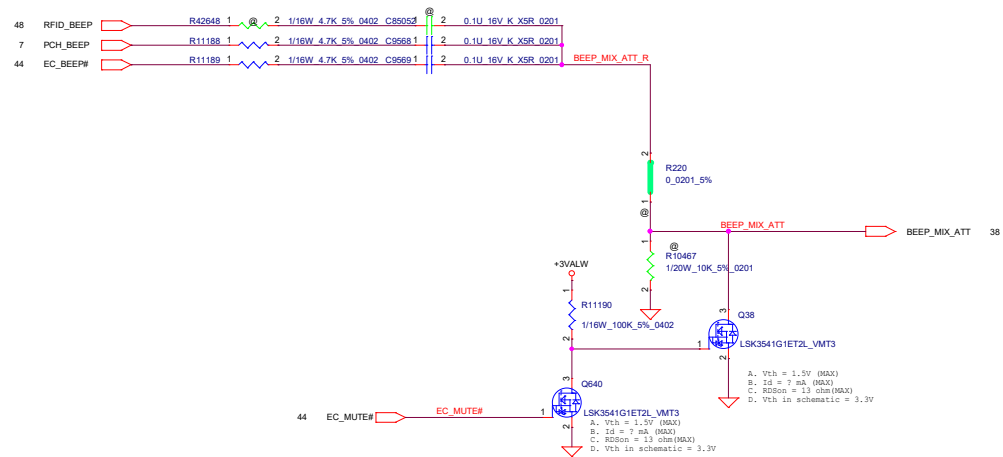 @
48 RFID_BEEP R42648 1 @ 2 1/16W_4.7K_5%_0402 C85052 1 2 0.1U_16V_K_X5R_0201
7 PCH_BEEP R11188 1 2 1/16W_4.7K_5%_0402 C9568 1 2 0.1U_16V_K_X5R_0201
44 EC_BEEP# R11189 1 2 1/16W_4.7K_5%_0402 C9569 1 2 0.1U_16V_K_X5R_0201
BEEP_MIX_ATT_R
2
R220
0_0201_5%
1
@
BEEP_MIX_ATT
BEEP_MIX_ATT 38
1
@
R10467
1/20W_10K_5%_0201
2
+3VALW
1
R11190
1/16W_100K_5%_0402
2
3
Q38
1
LSK3541G1ET2L_VMT3
2
A. Vth = 1.5V (MAX)
B. Id = ? mA (MAX)
C. RDSon = 13 ohm(MAX)
D. Vth in schematic = 3.3V
3
Q640
44 EC_MUTE# EC_MUTE# 1
LSK3541G1ET2L_VMT3
2
A. Vth = 1.5V (MAX)
B. Id = ? mA (MAX)
C. RDSon = 13 ohm(MAX)
D. Vth in schematic = 3.3V